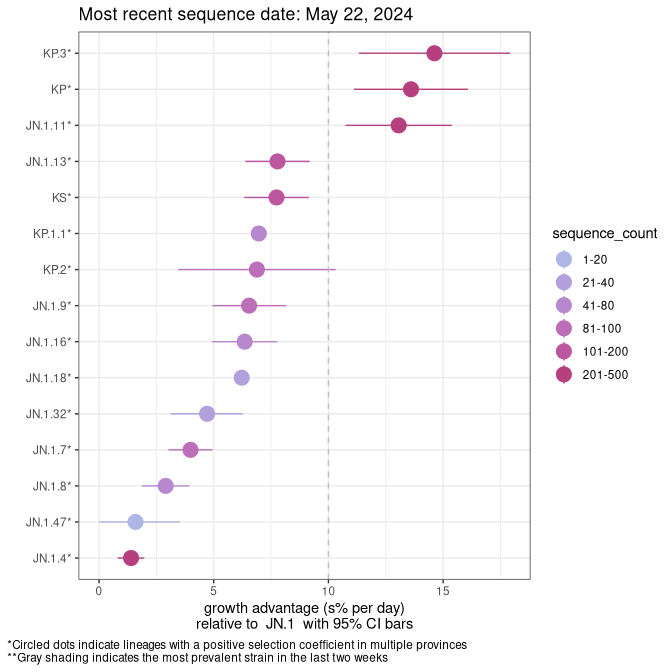 Most recent sequence date: May 22, 2024
KP.3*
KP*
JN.1.11*
JN.1.13*
KS*
KP.1.1*
KP.2*
JN.1.9*
JN.1.16*
JN.1.18*
JN.1.32*
JN.1.7*
JN.1.8*
JN.1.47*
JN.1.4*
0 5 10 15
growth advantage (s% per day)
relative to JN.1 with 95% CI bars
sequence_count
1-20
21-40
41-80
81-100
101-200
201-500
*Circled dots indicate lineages with a positive selection coefficient in multiple provinces
**Gray shading indicates the most prevalent strain in the last two weeks